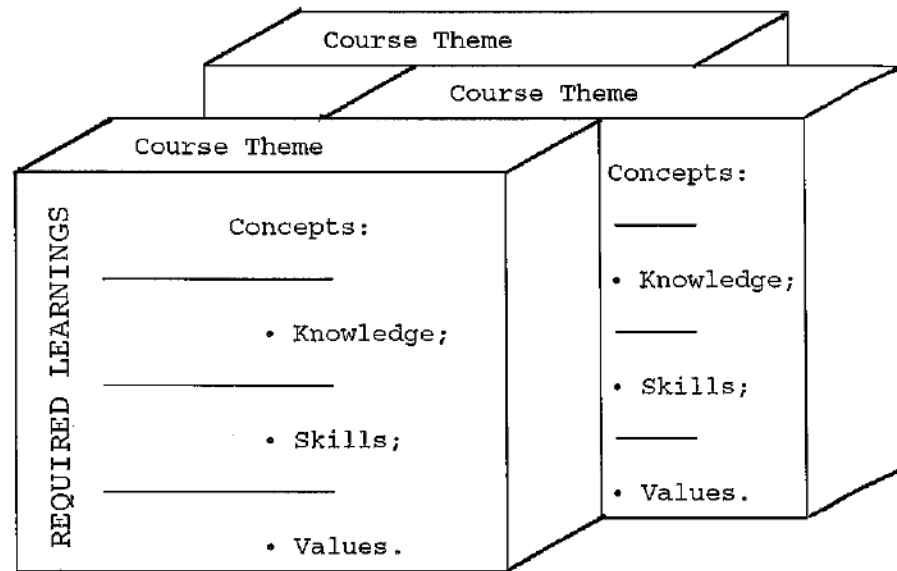 Course Theme
Course Theme
Course Theme
REQUIRED LEARNINGS
Concepts:
• Knowledge;
• Skills;
• Values.
Concepts:
• Knowledge;
• Skills;
• Values.